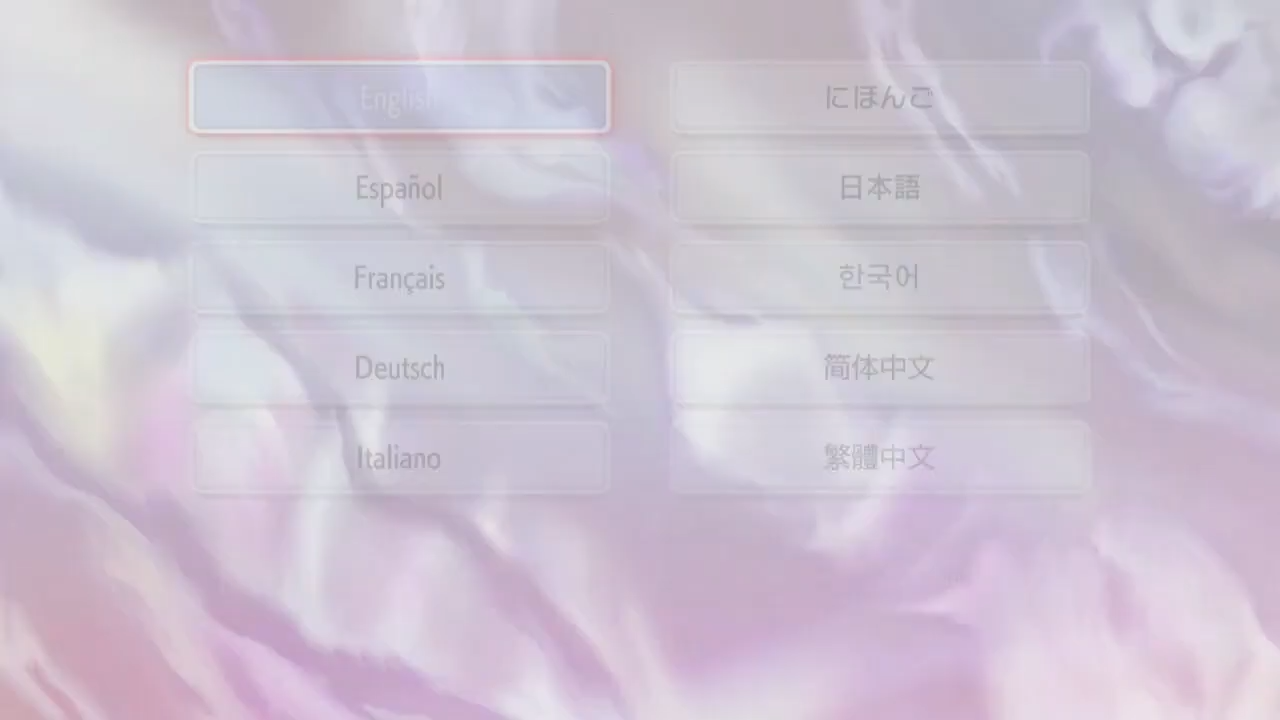 English
Español
Français
Deutsch
Italiano
にほんご
日本語
한국어
简体中文
繁體中文